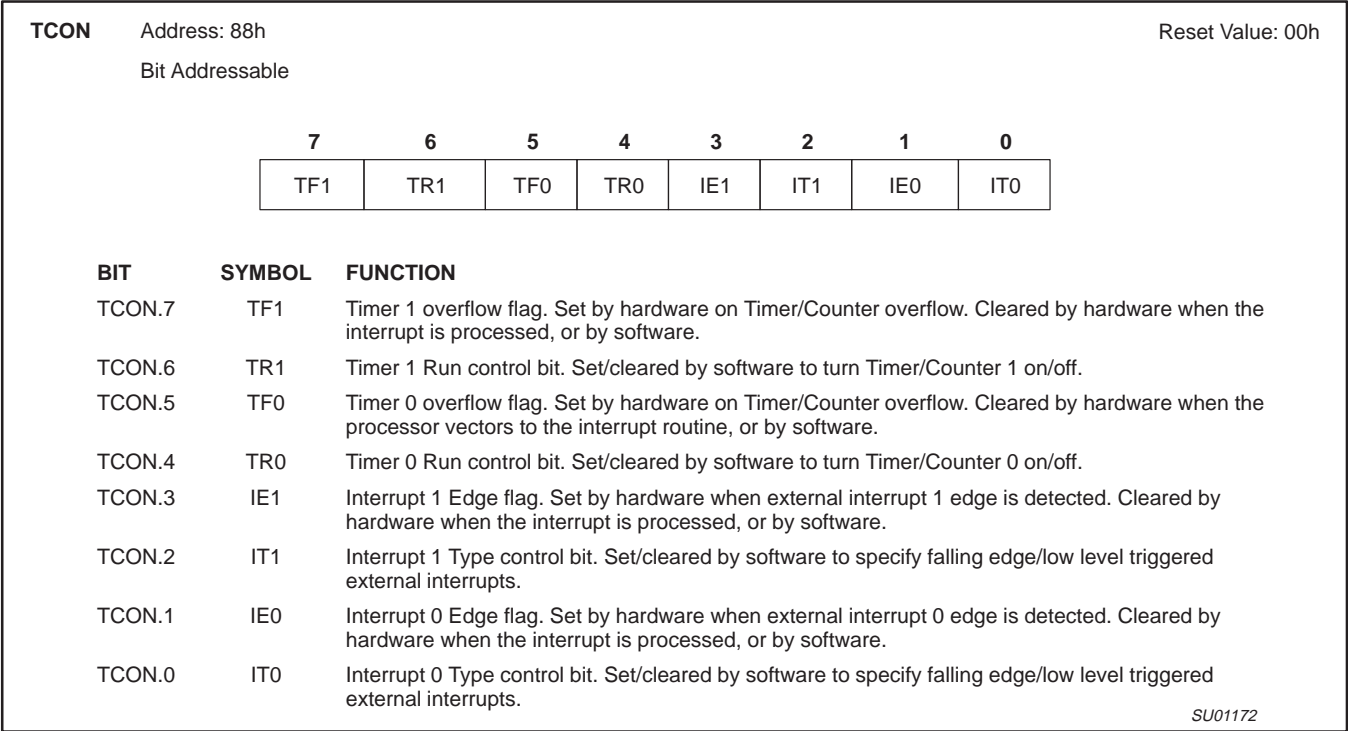 TCON Address: 88h Reset Value: 00h
Bit Addressable
7 6 5 4 3 2 1 0
TF1 TR1 TF0 TR0 IE1 IT1 IE0 IT0
BIT SYMBOL FUNCTION
TCON.7 TF1 Timer 1 overflow flag. Set by hardware on Timer/Counter overflow. Cleared by hardware when the
interrupt is processed, or by software.
TCON.6 TR1 Timer 1 Run control bit. Set/cleared by software to turn Timer/Counter 1 on/off.
TCON.5 TF0 Timer 0 overflow flag. Set by hardware on Timer/Counter overflow. Cleared by hardware when the
processor vectors to the interrupt routine, or by software.
TCON.4 TR0 Timer 0 Run control bit. Set/cleared by software to turn Timer/Counter 0 on/off.
TCON.3 IE1 Interrupt 1 Edge flag. Set by hardware when external interrupt 1 edge is detected. Cleared by
hardware when the interrupt is processed, or by software.
TCON.2 IT1 Interrupt 1 Type control bit. Set/cleared by software to specify falling edge/low level triggered
external interrupts.
TCON.1 IE0 Interrupt 0 Edge flag. Set by hardware when external interrupt 0 edge is detected. Cleared by
hardware when the interrupt is processed, or by software.
TCON.0 IT0 Interrupt 0 Type control bit. Set/cleared by software to specify falling edge/low level triggered
external interrupts.
SU01172